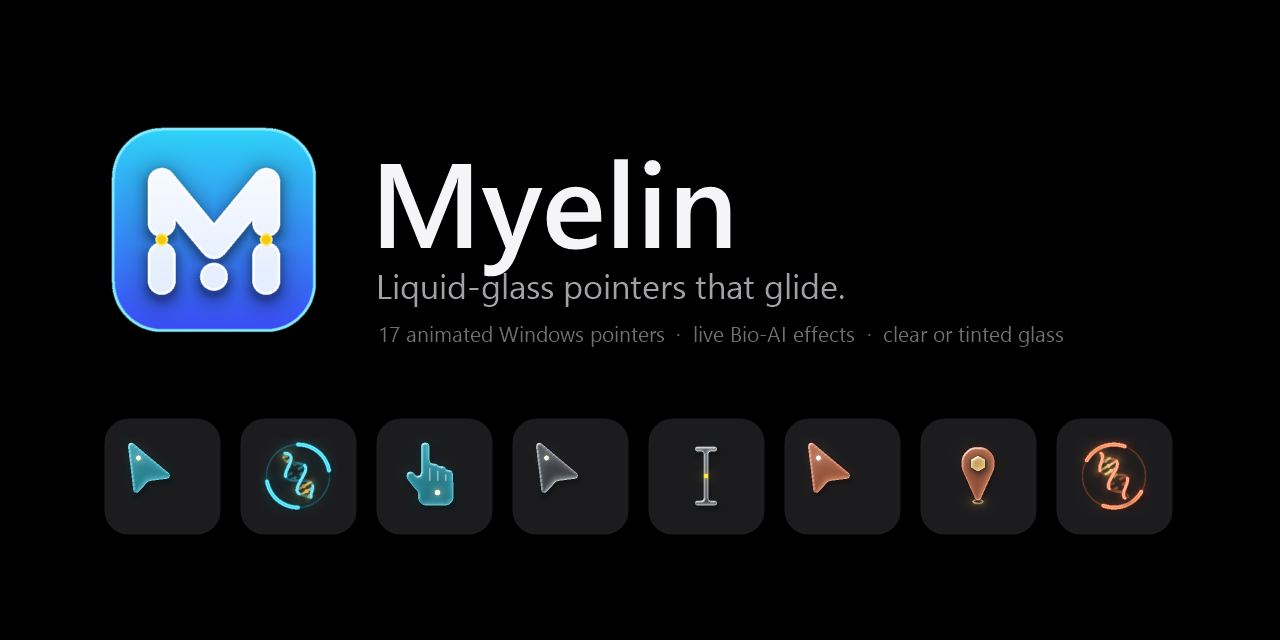 Myelin
Liquid-glass pointers that glide.
17 animated Windows pointers · live Bio-AI effects · clear or tinted glass